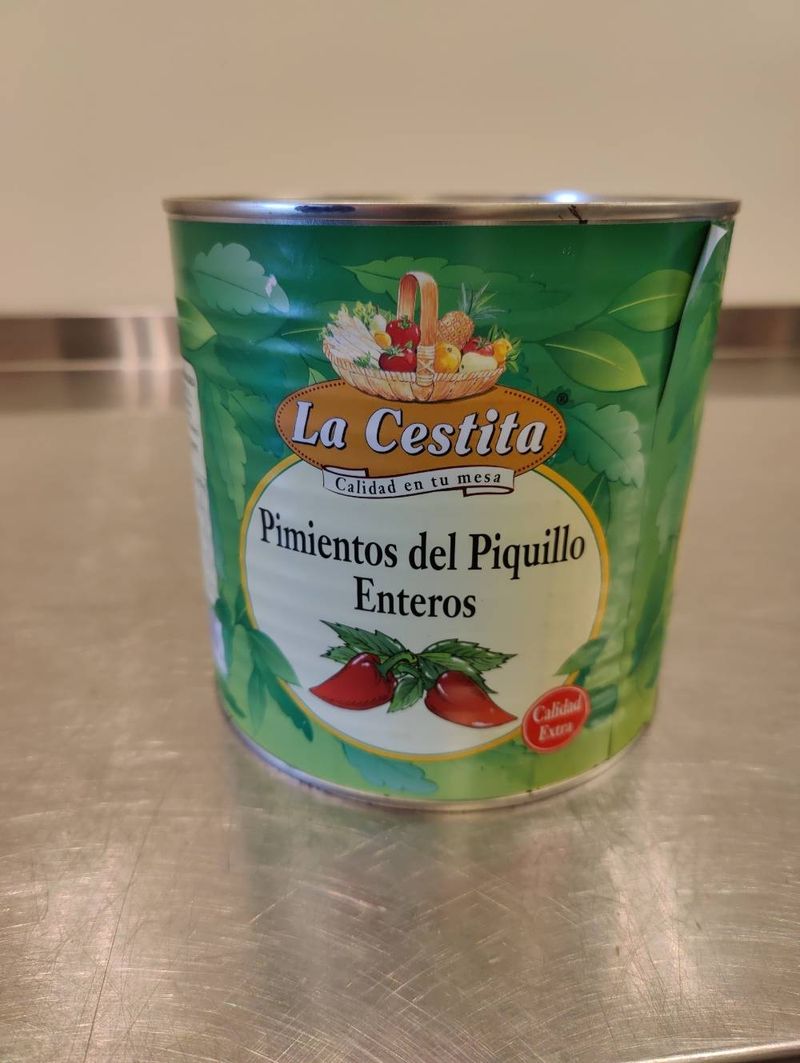 La Cestita
®
Calidad en tu mesa
Pimientos del Piquillo
Enteros
Calidad
Extra